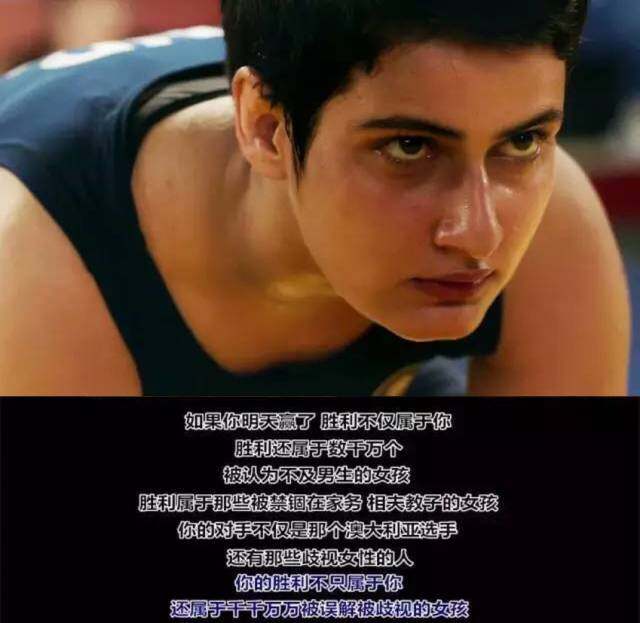 如果你明天赢了 胜利不仅属于你
胜利还属于数千万个
被认为不及男生的女孩
胜利属于那些被禁锢在家务 相夫教子的女孩
你的对手不仅是那个澳大利亚选手
还有那些歧视女性的人
你的胜利不只属于你
还属于千千万万被误解被歧视的女孩